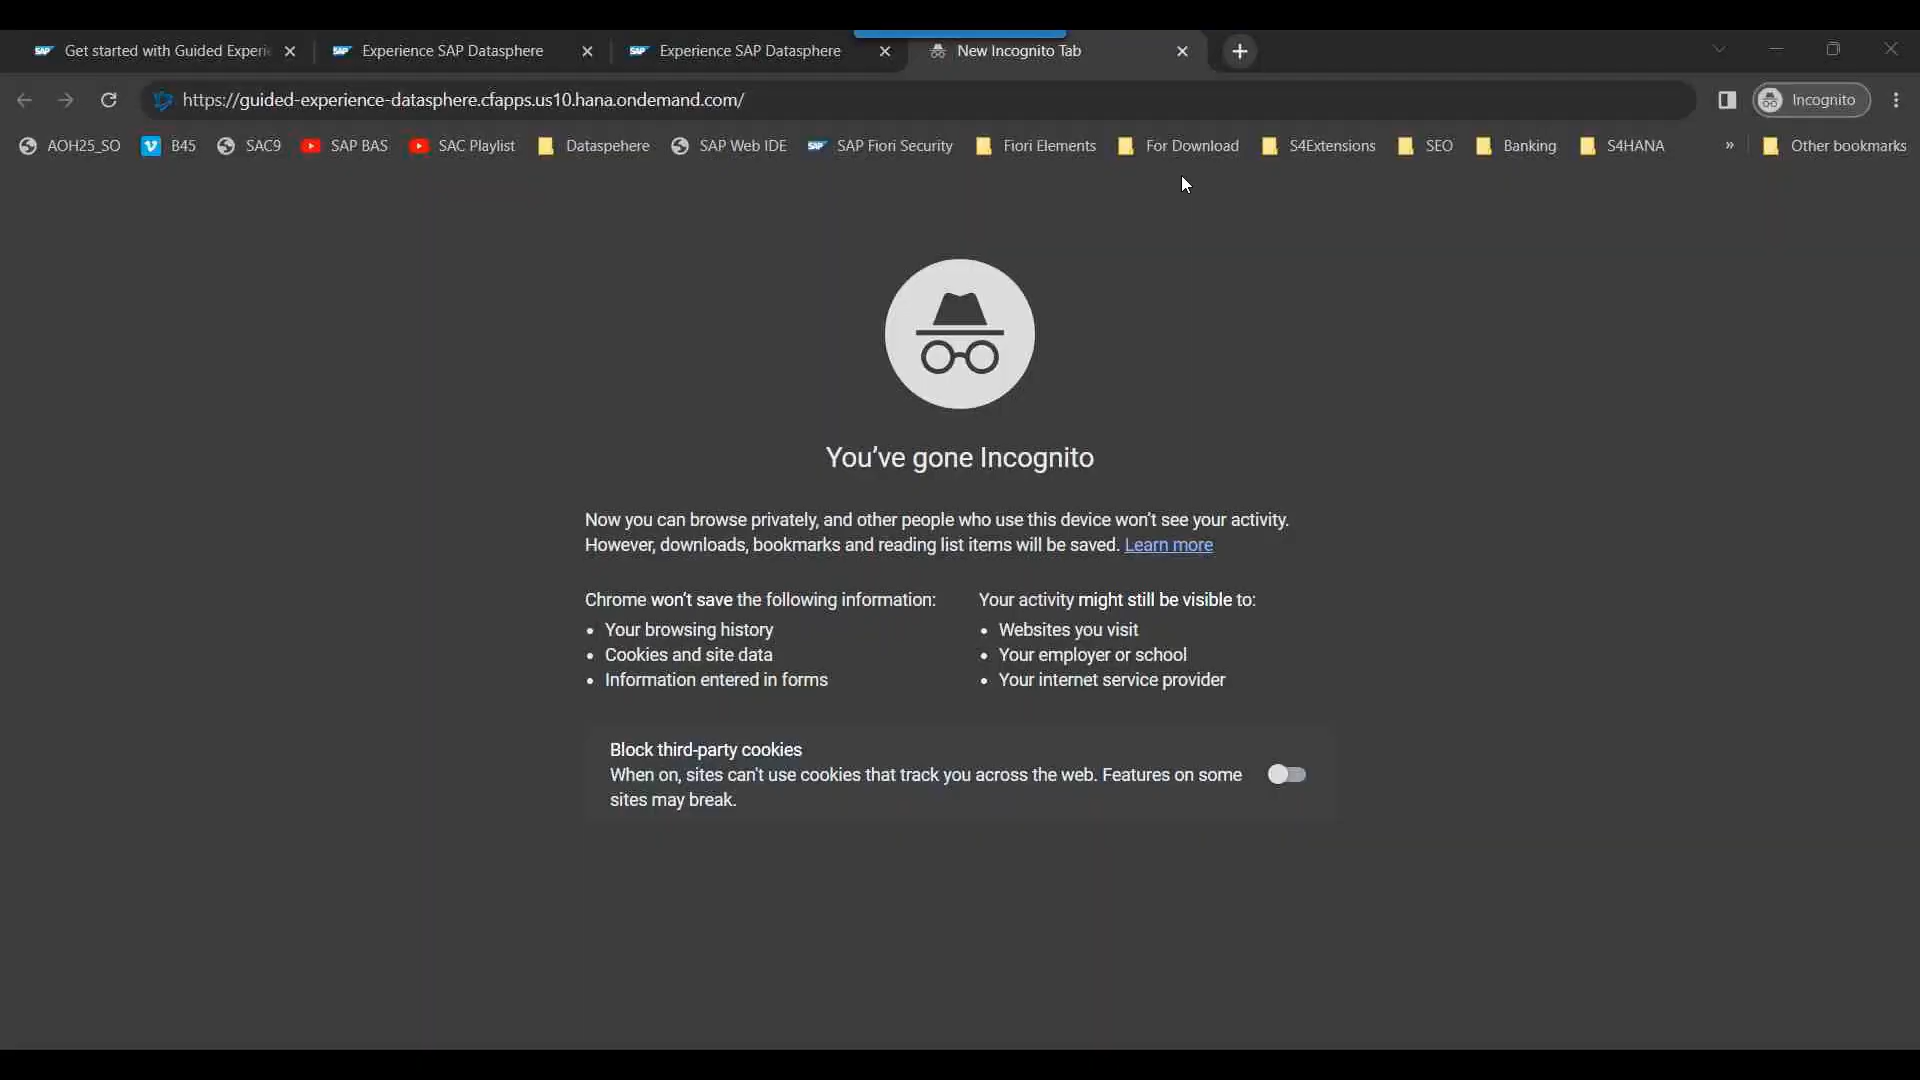 SAP Get started with Guided Experi
SAP Experience SAP Datasphere
SAP Experience SAP Datasphere
New Incognito Tab
https://guided-experience-datasphere.cfapps.us10.hana.ondemand.com/
Incognito
AOH25_SO
B45
SAC9
SAP BAS
SAC Playlist
Dataspehere
SAP Web IDE
SAP SAP Fiori Security
Fiori Elements
For Download
S4Extensions
SEO
Banking
S4HANA
»
Other bookmarks
You've gone Incognito
Now you can browse privately, and other people who use this device won't see your activity.
However, downloads, bookmarks and reading list items will be saved. Learn more
Chrome won't save the following information:
• Your browsing history
• Cookies and site data
• Information entered in forms
Your activity might still be visible to:
• Websites you visit
• Your employer or school
• Your internet service provider
Block third-party cookies
When on, sites can't use cookies that track you across the web. Features on some
sites may break.